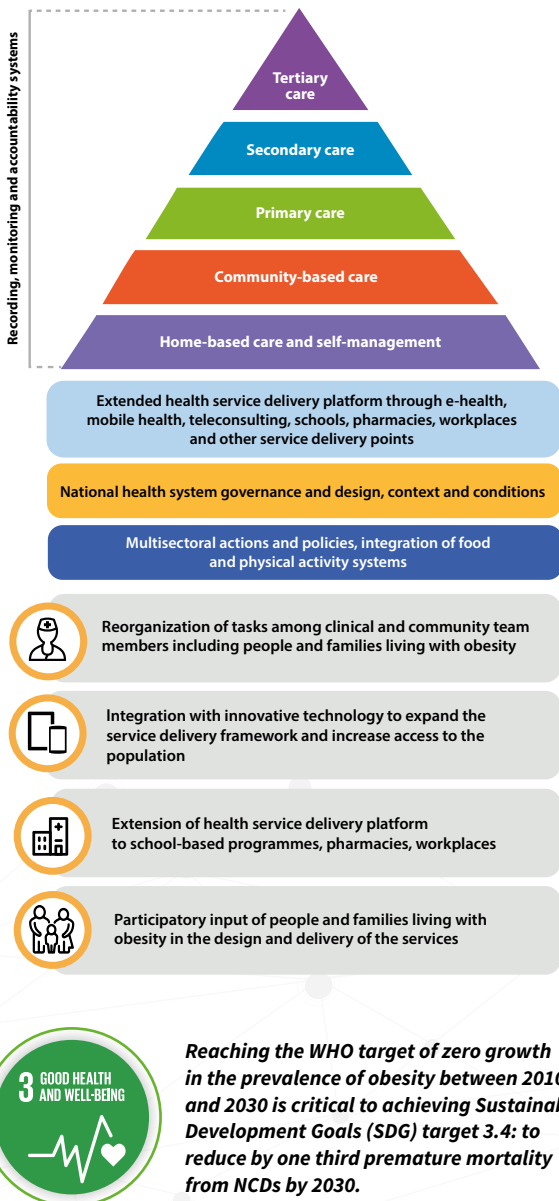 Recording, monitoring and accountability systems
Tertiary
care
Secondary care
Primary care
Community-based care
Home-based care and self-management
Extended health service delivery platform through e-health,
mobile health, teleconsulting, schools, pharmacies, workplaces
and other service delivery points
National health system governance and design, context and conditions
Multisectoral actions and policies, integration of food
and physical activity systems
Reorganization of tasks among clinical and community team
members including people and families living with obesity
Integration with innovative technology to expand the
service delivery framework and increase access to the
population
Extension of health service delivery platform
to school-based programmes, pharmacies, workplaces
Participatory input of people and families living with
obesity in the design and delivery of the services
3 GOOD HEALTH
AND WELL-BEING
Reaching the WHO target of zero growth
in the prevalence of obesity between 2010
and 2030 is critical to achieving Sustainal
Development Goals (SDG) target 3.4: to
reduce by one third premature mortality
from NCDs by 2030.